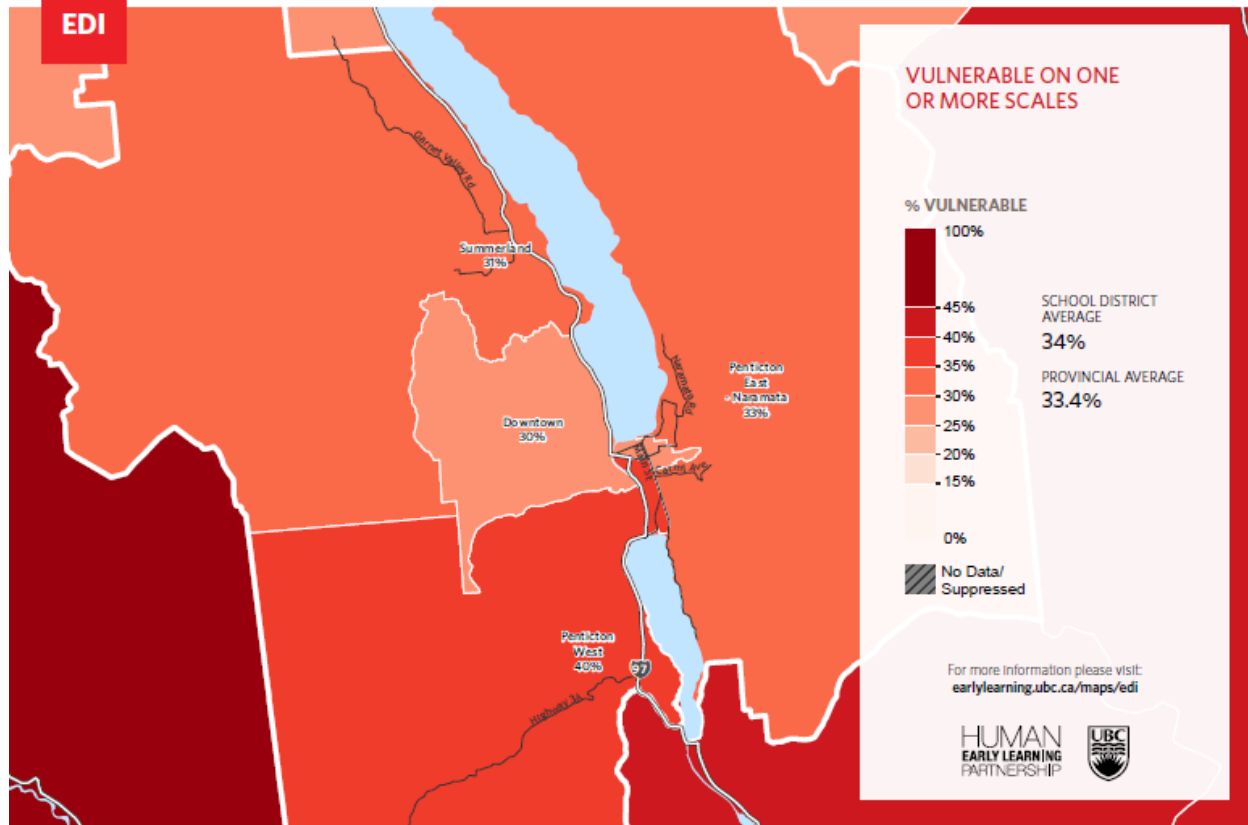 EDI
VULNERABLE ON ONE
OR MORE SCALES
% VULNERABLE
100%
45%
40%
35%
30%
25%
20%
15%
0%
No Data/
Suppressed
SCHOOL DISTRICT
AVERAGE
34%
PROVINCIAL AVERAGE
33.4%
For more information please visit:
earlylearning.ubc.ca/maps/edi
HUMAN
EARLY LEARNING
PARTNERSHIP
UBC
Garnet Valley Rd
Summerland
31%
Downtown
30%
Naramata Rd
Penticton
East
- Naramata
33%
Main St
Carmi Ave
Penticton
West
40%
97
Highway 3A